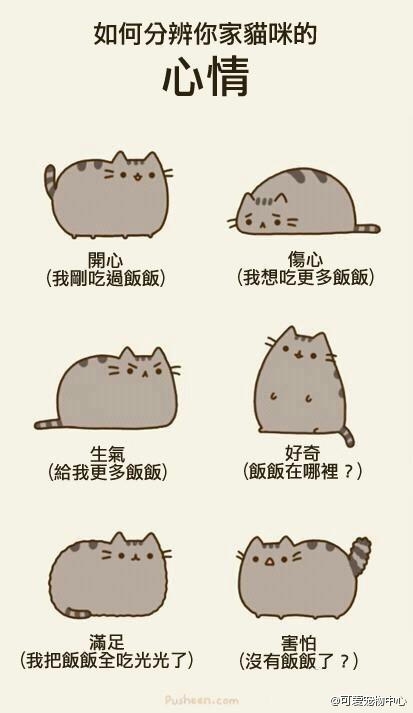 如何分辨你家貓咪的
心情
開心
(我剛吃過飯飯)
傷心
(我想吃更多飯飯)
生氣
(給我更多飯飯)
好奇
(飯飯在哪裡？)
滿足
(我把飯飯全吃光光了)
害怕
(沒有飯飯了？)
Pusheen.com
@可爱宠物中心